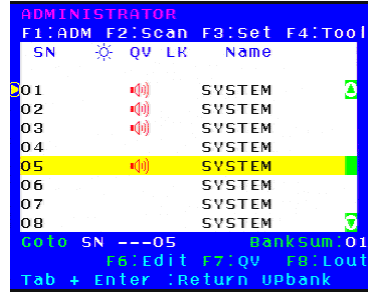 ADMINISTRATOR
F1:ADM F2:Scan F3:Set F4:Tool
SN QV LK Name
01 SYSTEM
02 SYSTEM
03 SYSTEM
04 SYSTEM
05 SYSTEM
06 SYSTEM
07 SYSTEM
08 SYSTEM
Goto SN ---05 BankSum:01
F6:Edit F7:QV F8:Lout
Tab + Enter :Return UPbank